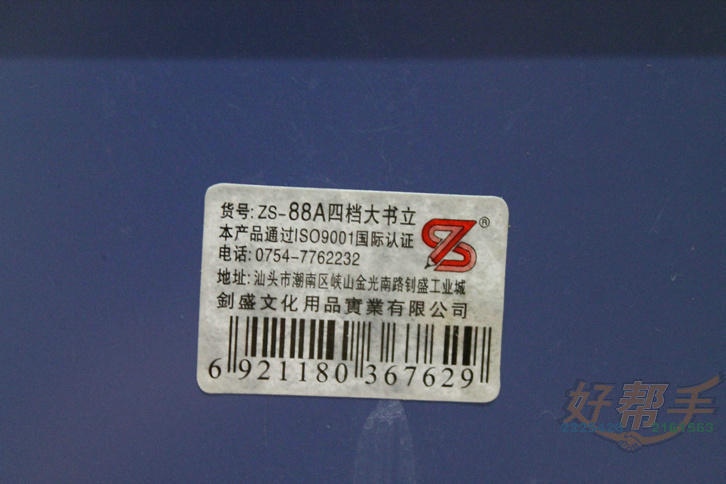 货号: ZS-88A四档大书立
本产品通过ISO9001国际认证
电话: 0754-7762232
地址: 汕头市潮南区峡山金光南路钊盛工业城
釗盛文化用品實業有限公司
ZS®
6 921180 367629
好帮手